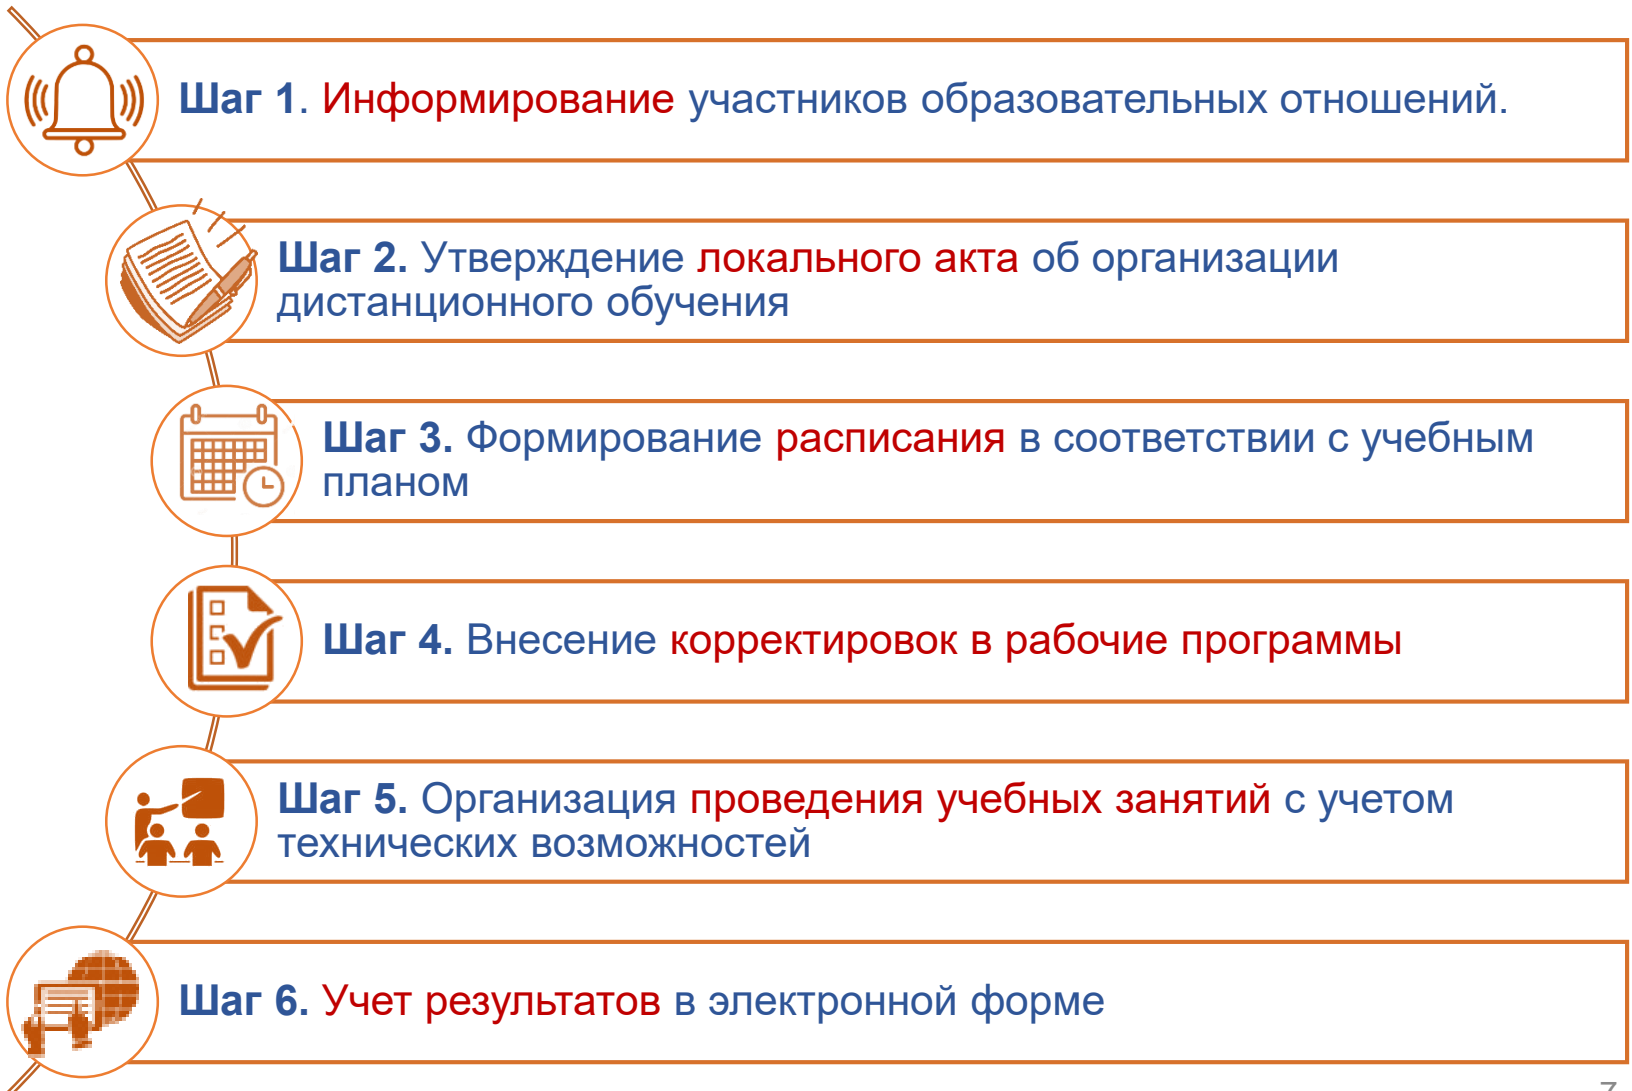 Шаг 1. Информирование участников образовательных отношений.
Шаг 2. Утверждение локального акта об организации
дистанционного обучения
Шаг 3. Формирование расписания в соответствии с учебным
планом
Шаг 4. Внесение корректировок в рабочие программы
Шаг 5. Организация проведения учебных занятий с учетом
технических возможностей
Шаг 6. Учет результатов в электронной форме
7